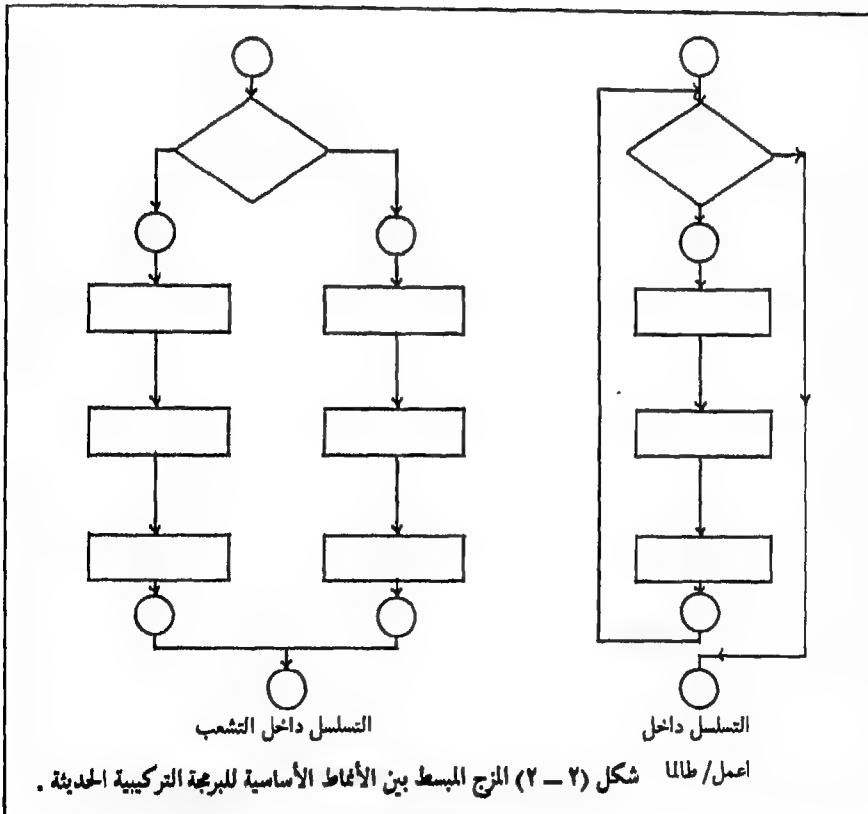 التسلسل داخل التشعب
التسلسل داخل
اعمل/ طالما
شكل (٢ — ٢) المزج المبسط بين الأنماط الأساسية للبرمجة التركيبية الحديثة .